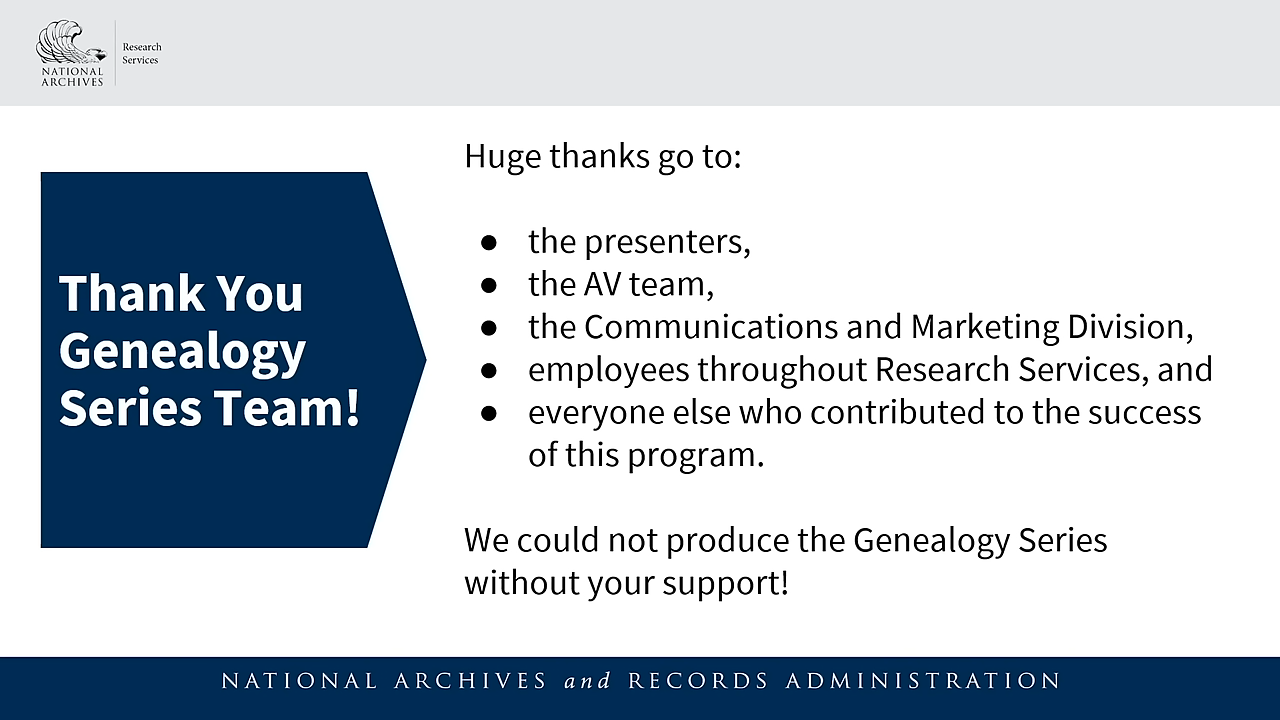 NATIONAL
ARCHIVES
Research
Services
Thank You
Genealogy
Series Team!
Huge thanks go to:
● the presenters,
● the AV team,
● the Communications and Marketing Division,
● employees throughout Research Services, and
● everyone else who contributed to the success
of this program.
We could not produce the Genealogy Series
without your support!
NATIONAL ARCHIVES and RECORDS ADMINISTRATION